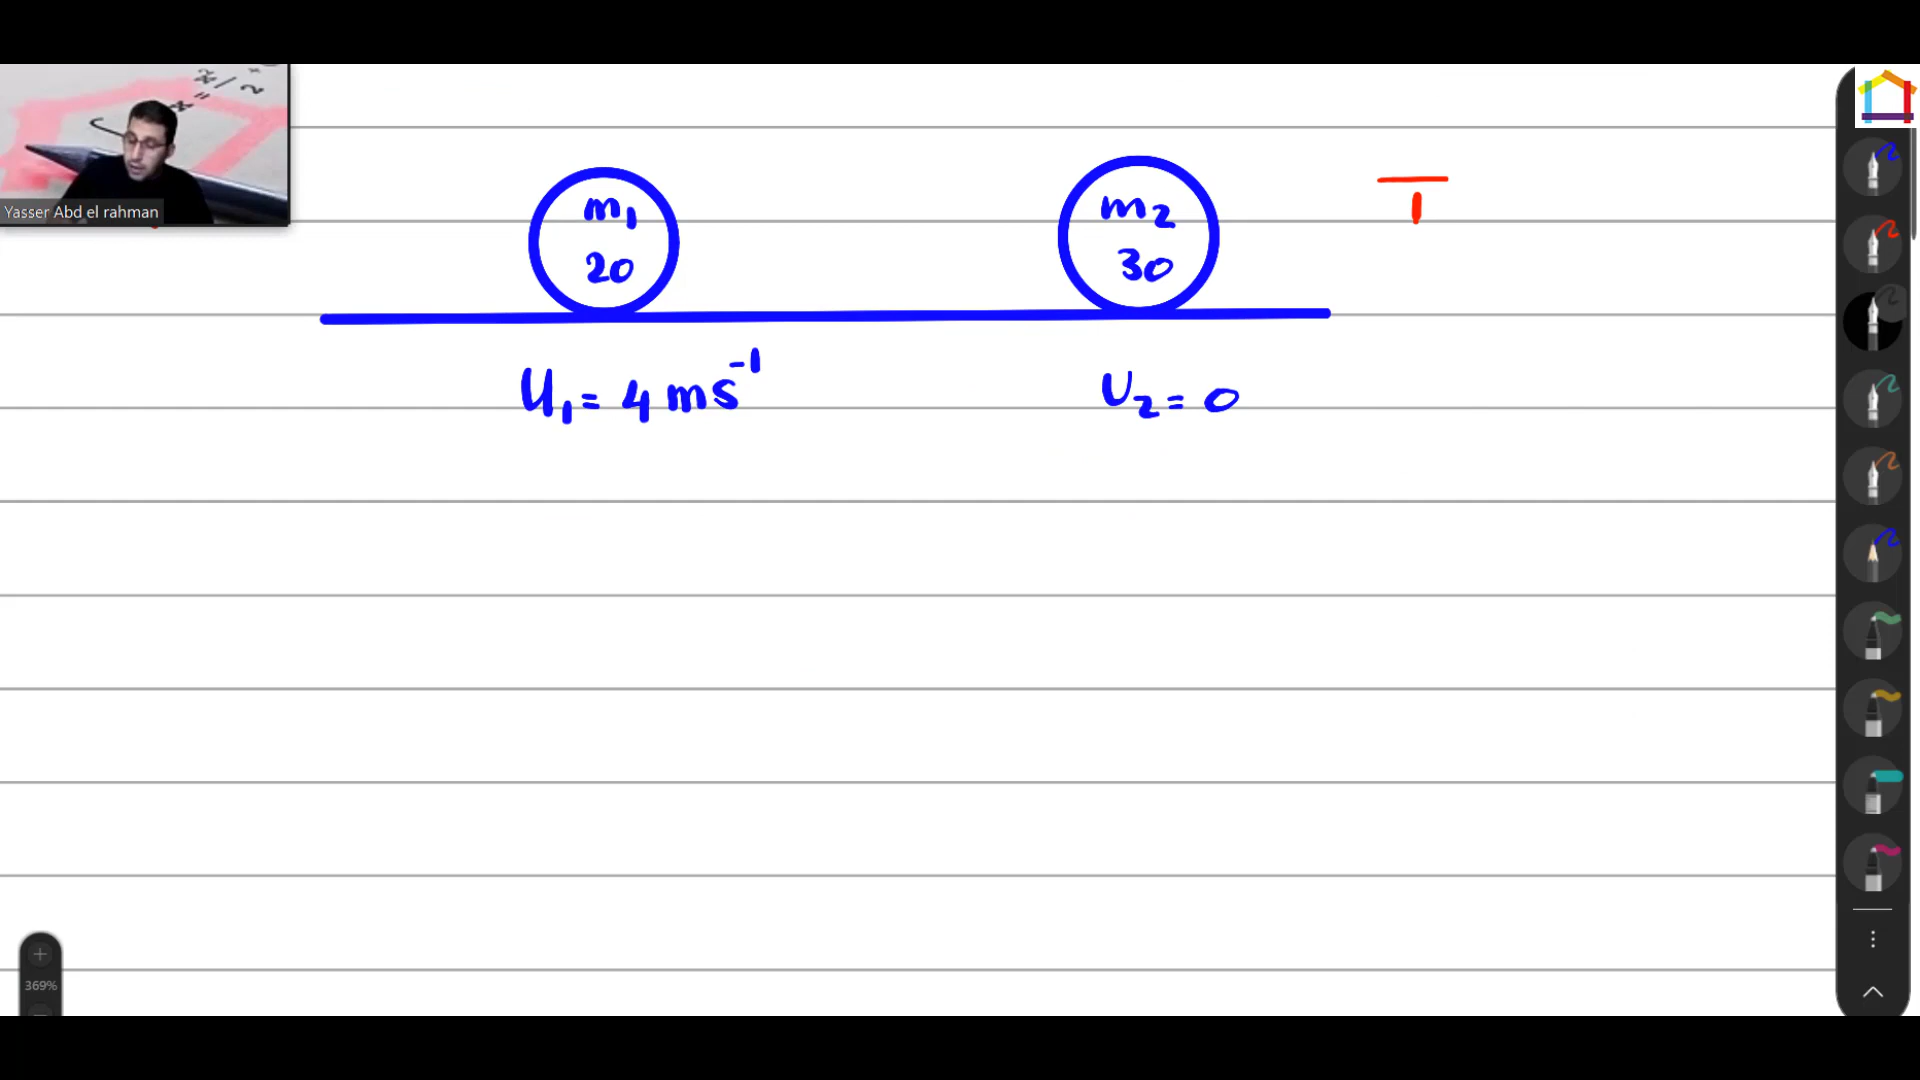 m₁ m₂
20 30
U₁ = 4 ms⁻¹ U₂ = 0
Yasser Abd el rahman
369%